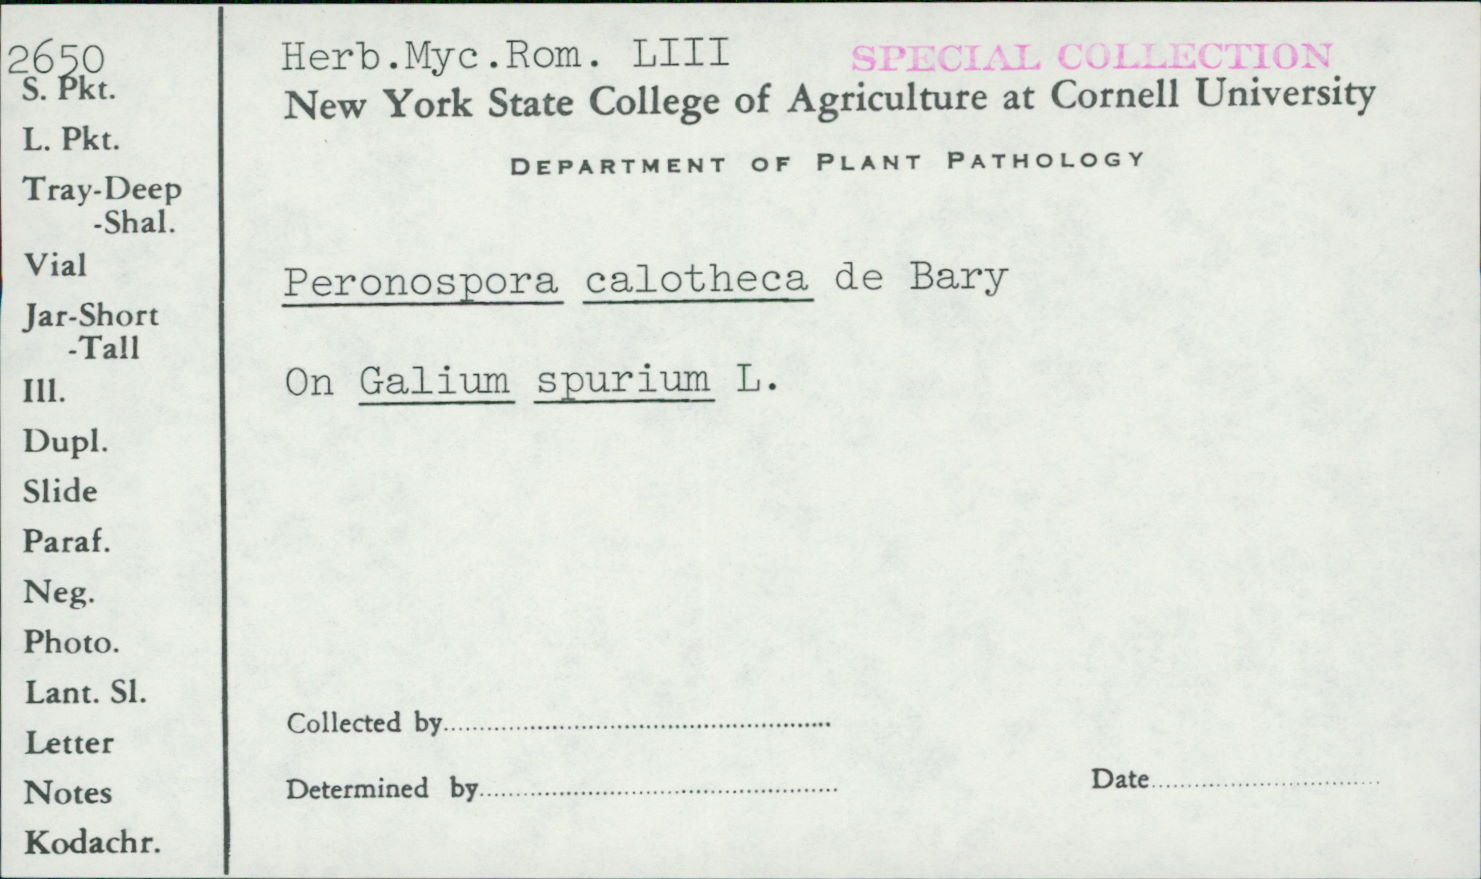 2650
S. Pkt.
L. Pkt.
Tray-Deep
-Shal.
Vial
Jar-Short
-Tall
Ill.
Dupl.
Slide
Paraf.
Neg.
Photo.
Lant. Sl.
Letter
Notes
Kodachr.
Herb.Myc.Rom. LIII SPECIAL COLLECTION
New York State College of Agriculture at Cornell University
DEPARTMENT OF PLANT PATHOLOGY
Peronospora calotheca de Bary
On Galium spurium L.
Collected by
Determined by
Date